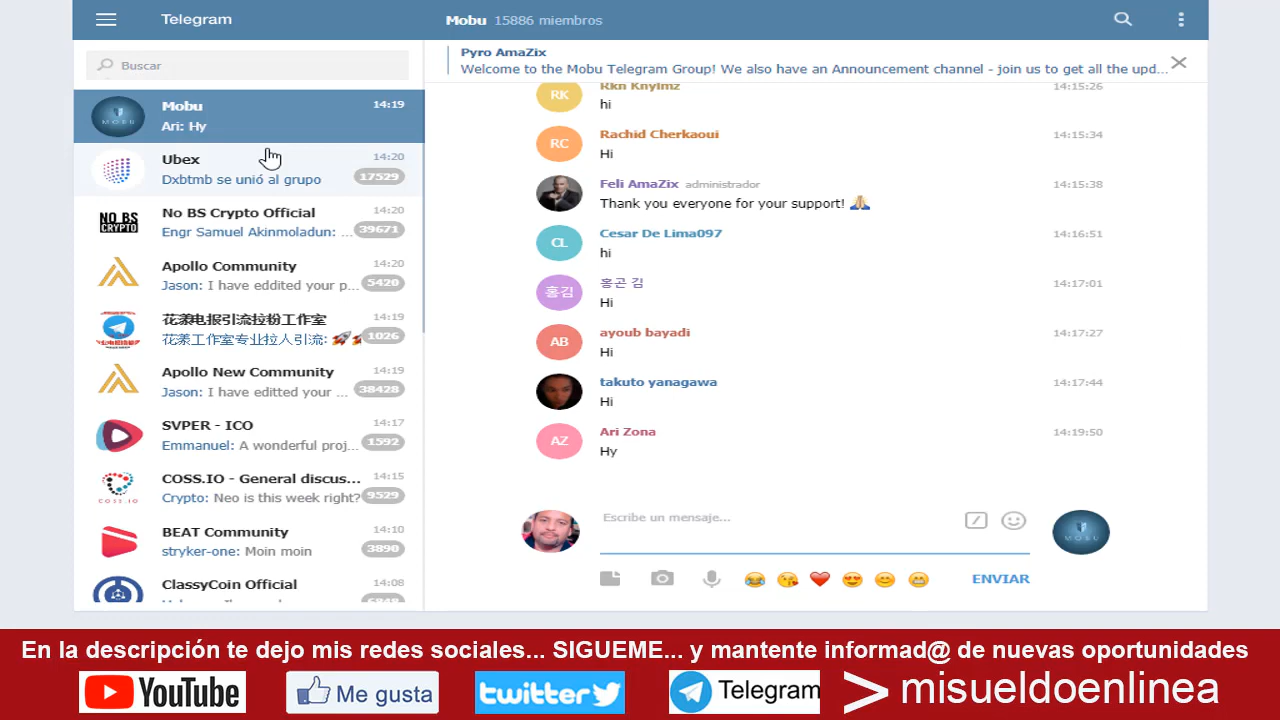 Telegram
Mobu 15886 miembros
Buscar
Pyro AmaZix
Welcome to the Mobu Telegram Group! We also have an Announcement channel - join us to get all the upd...
Mobu 14:19
Ari: Hy
Ubex 14:20
Dxbtmb se unió al grupo 17529
No BS Crypto Official 14:20
Engr Samuel Akinmoladun: ... 39671
NO BS
CRYPTO
Apollo Community 14:20
Jason: I have eddited your p... 5420
花漾电报引流拉粉工作室 14:19
花漾工作室专业拉人引流: 🚀 1026
Apollo New Community 14:19
Jason: I have editted your ... 38428
SVPER - ICO 14:17
Emmanuel: A wonderful proj... 1592
COSS.IO - General discus... 14:15
Crypto: Neo is this week right? 9529
COSS.IO
BEAT Community 14:10
stryker-one: Moin moin 3890
ClassyCoin Official 14:08
RK Rkn Knylmz 14:15:26
hi
RC Rachid Cherkaoui 14:15:34
Hi
Feli AmaZix administrador 14:15:38
Thank you everyone for your support! 🙏
CL Cesar De Lima097 14:16:51
hi
홍김 홍곤 김 14:17:01
Hi
AB ayoub bayadi 14:17:27
Hi
takuto yanagawa 14:17:44
Hi
AZ Ari Zona 14:19:50
Hy
Escribe un mensaje...
MOBU
😂 😘 ❤️ 😍 😊 😁 ENVIAR
En la descripción te dejo mis redes sociales... SIGUEME... y mantente informad@ de nuevas oportunidades
YouTube Me gusta twitter Telegram > misueldoenlinea